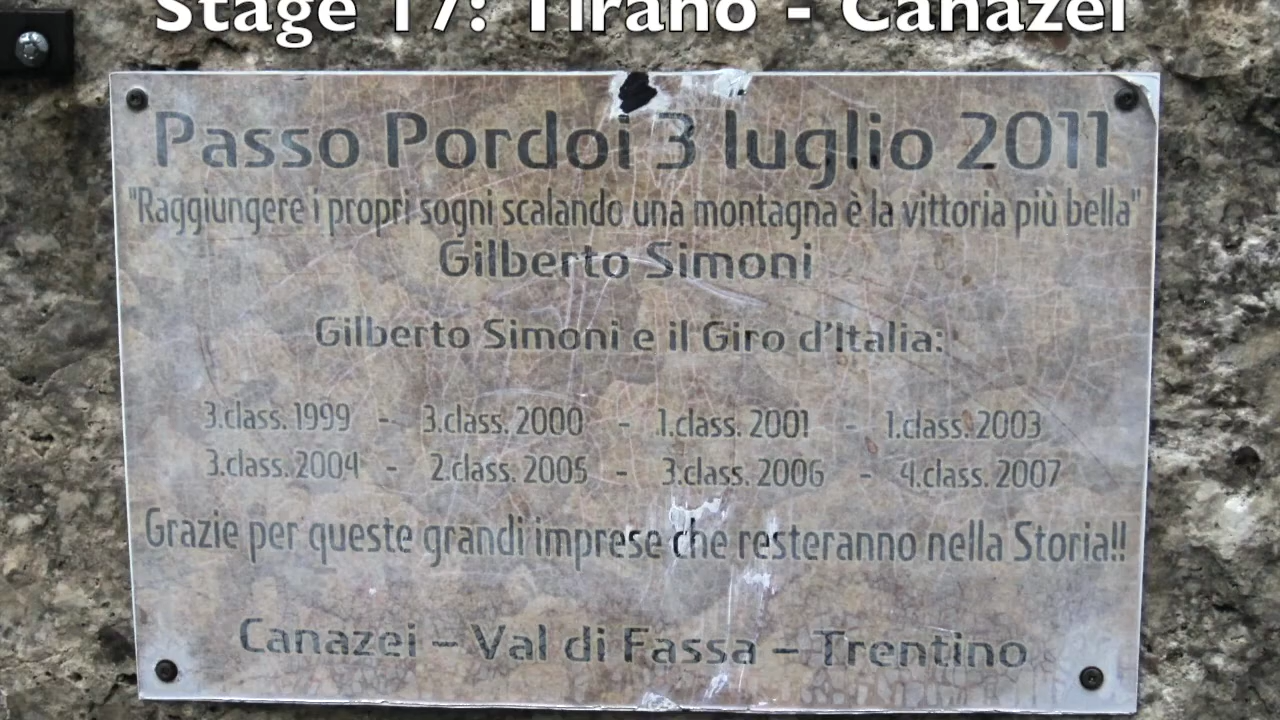 Stage 17: Tirano - Canazei
Passo Pordoi 3 luglio 2011
"Raggiungere i propri sogni scalando una montagna è la vittoria più bella"
Gilberto Simoni
Gilberto Simoni e il Giro d'Italia:
3.class. 1999 - 3.class. 2000 - 1.class. 2001 - 1.class. 2003
3.class. 2004 - 2.class. 2005 - 3.class. 2006 - 4.class. 2007
Grazie per queste grandi imprese che resteranno nella Storia!!
Canazei – Val di Fassa – Trentino